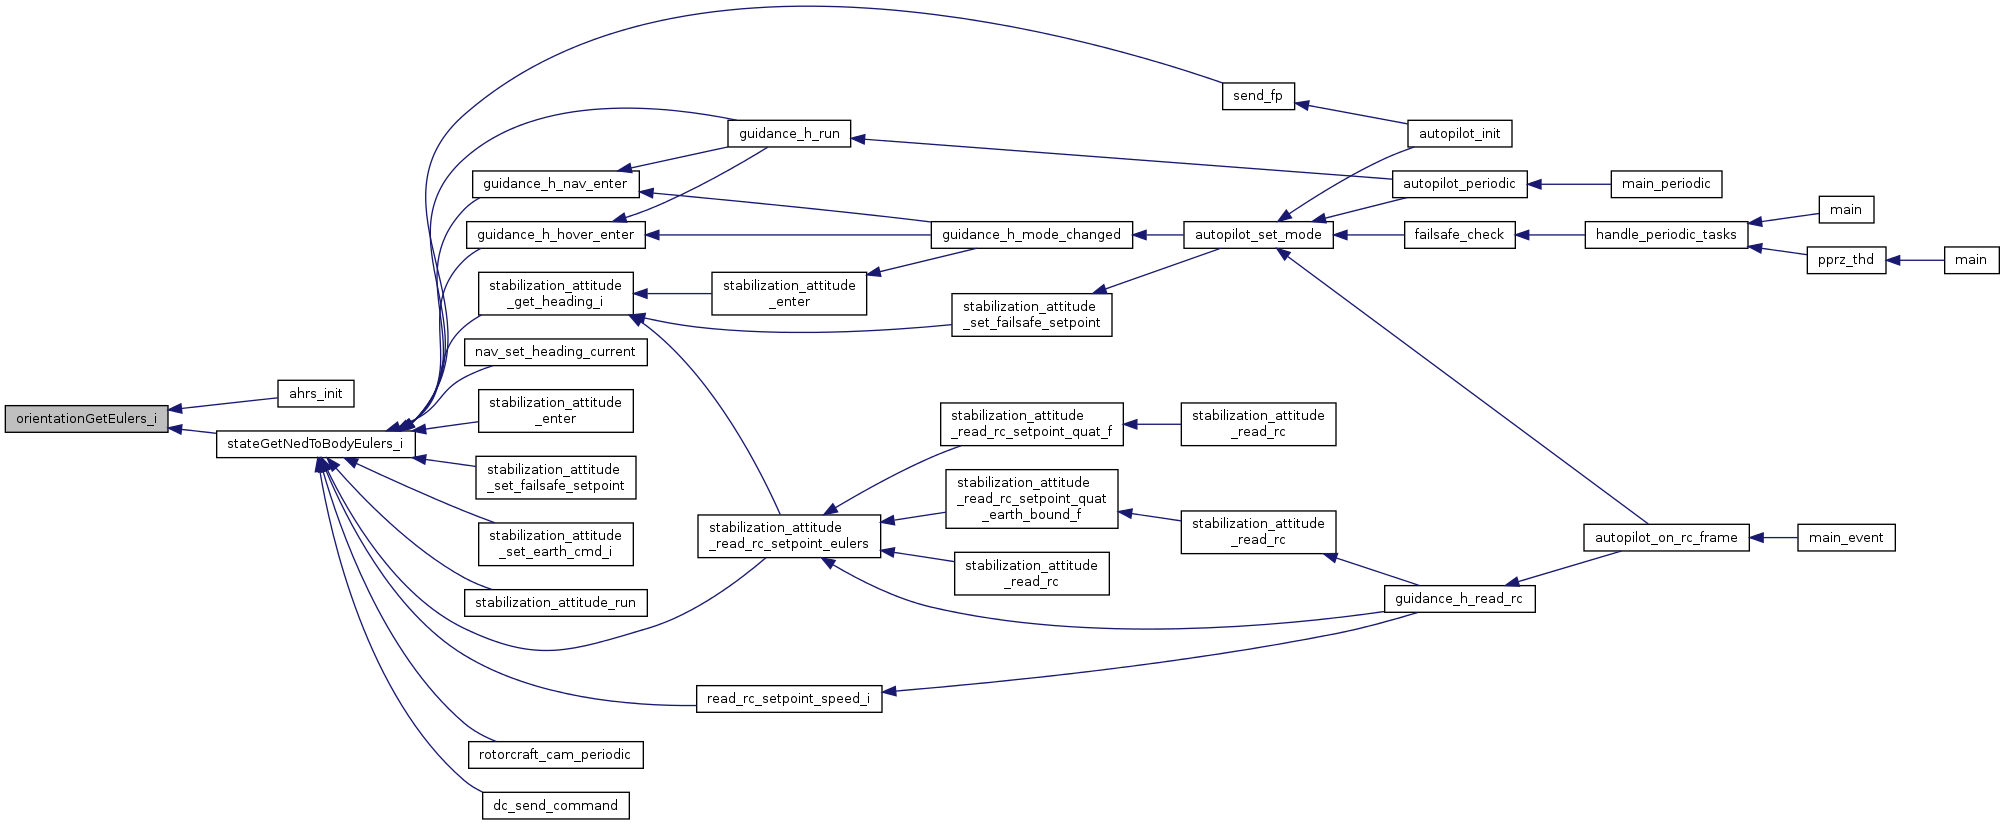 send_fp
guidance_h_run
autopilot_init
guidance_h_nav_enter
autopilot_periodic
main_periodic
main
guidance_h_hover_enter
guidance_h_mode_changed
autopilot_set_mode
failsafe_check
handle_periodic_tasks
pprz_thd
main
stabilization_attitude
_get_heading_i
stabilization_attitude
_enter
stabilization_attitude
_set_failsafe_setpoint
nav_set_heading_current
ahrs_init
orientationGetEulers_i
stateGetNedToBodyEulers_i
stabilization_attitude
_enter
stabilization_attitude
_read_rc_setpoint_quat_f
stabilization_attitude
_read_rc
stabilization_attitude
_set_failsafe_setpoint
stabilization_attitude
_read_rc_setpoint_quat
_earth_bound_f
stabilization_attitude
_set_earth_cmd_i
stabilization_attitude
_read_rc_setpoint_eulers
stabilization_attitude
_read_rc
autopilot_on_rc_frame
main_event
stabilization_attitude
_read_rc
stabilization_attitude_run
guidance_h_read_rc
read_rc_setpoint_speed_i
rotorcraft_cam_periodic
dc_send_command